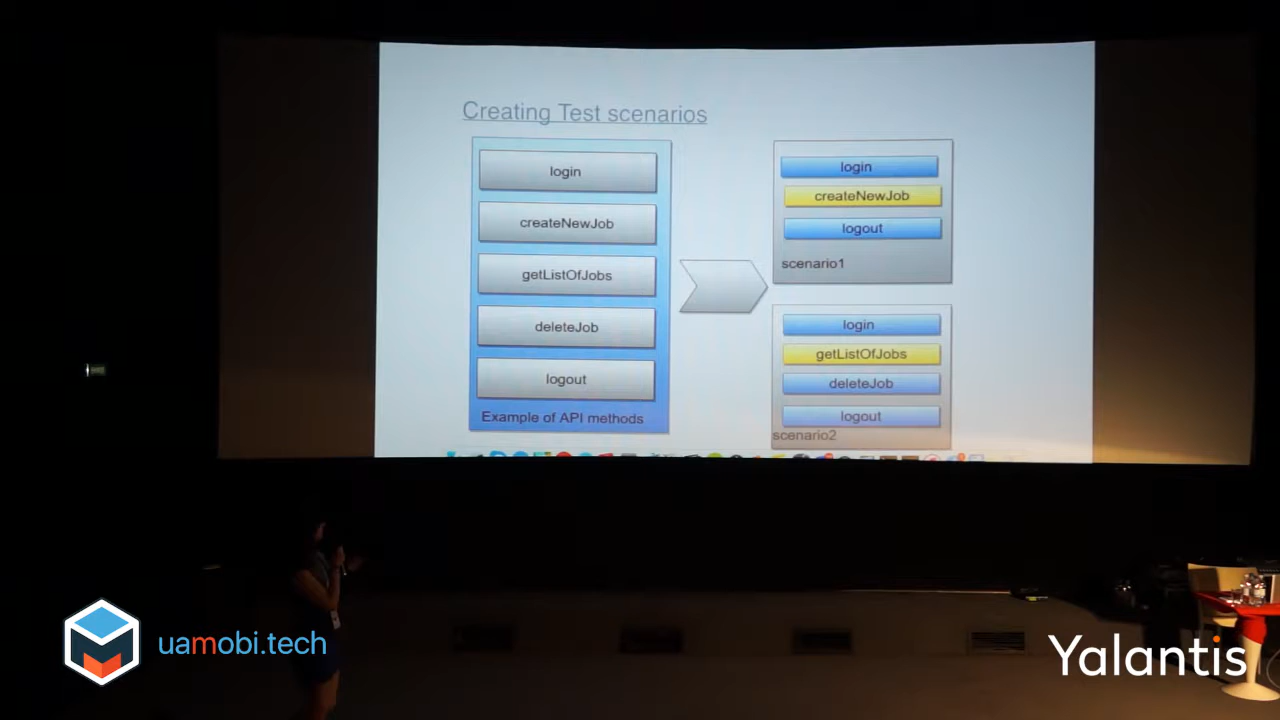 Creating Test scenarios
login
createNewJob
getListOfJobs
deleteJob
logout
Example of API methods
login
createNewJob
logout
scenario1
login
getListOfJobs
deleteJob
logout
scenario2
uamobi.tech
Yalantis